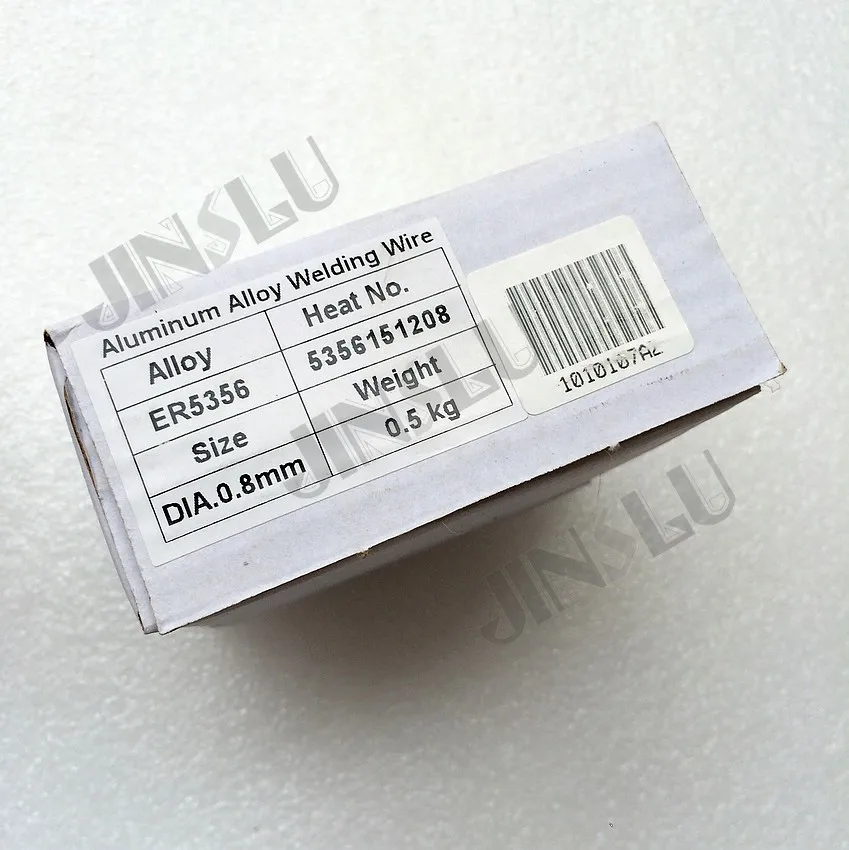 JINSLU
Aluminum Alloy Welding Wire
Alloy Heat No.
ER5356 5356151208
Size Weight
DIA.0.8mm 0.5 kg
1010107A2
JINSLU
JINSLU